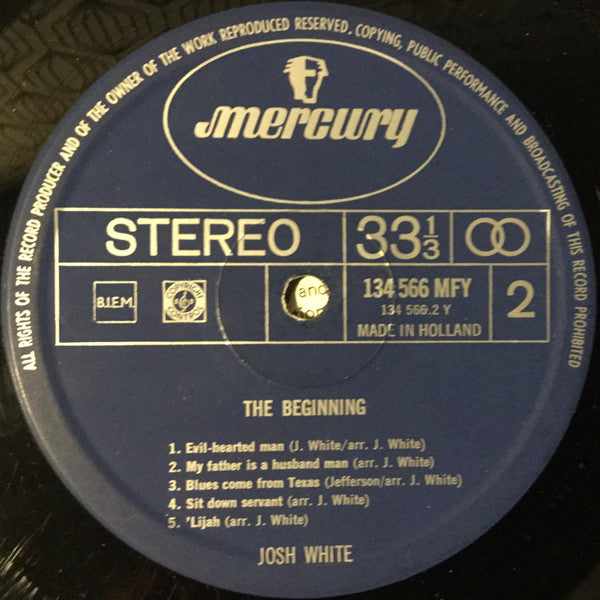 ALL RIGHTS OF THE RECORD PRODUCER AND OF THE OWNER OF THE WORK REPRODUCED RESERVED. COPYING, PUBLIC PERFORMANCE AND BROADCASTING OF THIS RECORD PROHIBITED
mercury
STEREO 33 1/3
B.I.E.M. 134 566 MFY 2
134 566.2 Y
MADE IN HOLLAND
and
THE BEGINNING
1. Evil-hearted man (J. White/arr. J. White)
2. My father is a husband man (arr. J. White)
3. Blues come from Texas (Jefferson/arr. J. White)
4. Sit down servant (arr. J. White)
5. 'Lijah (arr. J. White)
JOSH WHITE